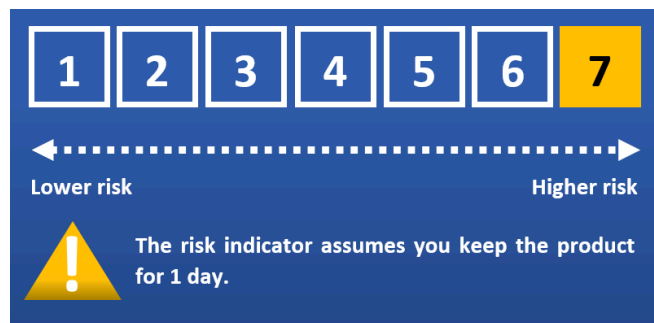 1 2 3 4 5 6 7
Lower risk Higher risk
! The risk indicator assumes you keep the product
for 1 day.